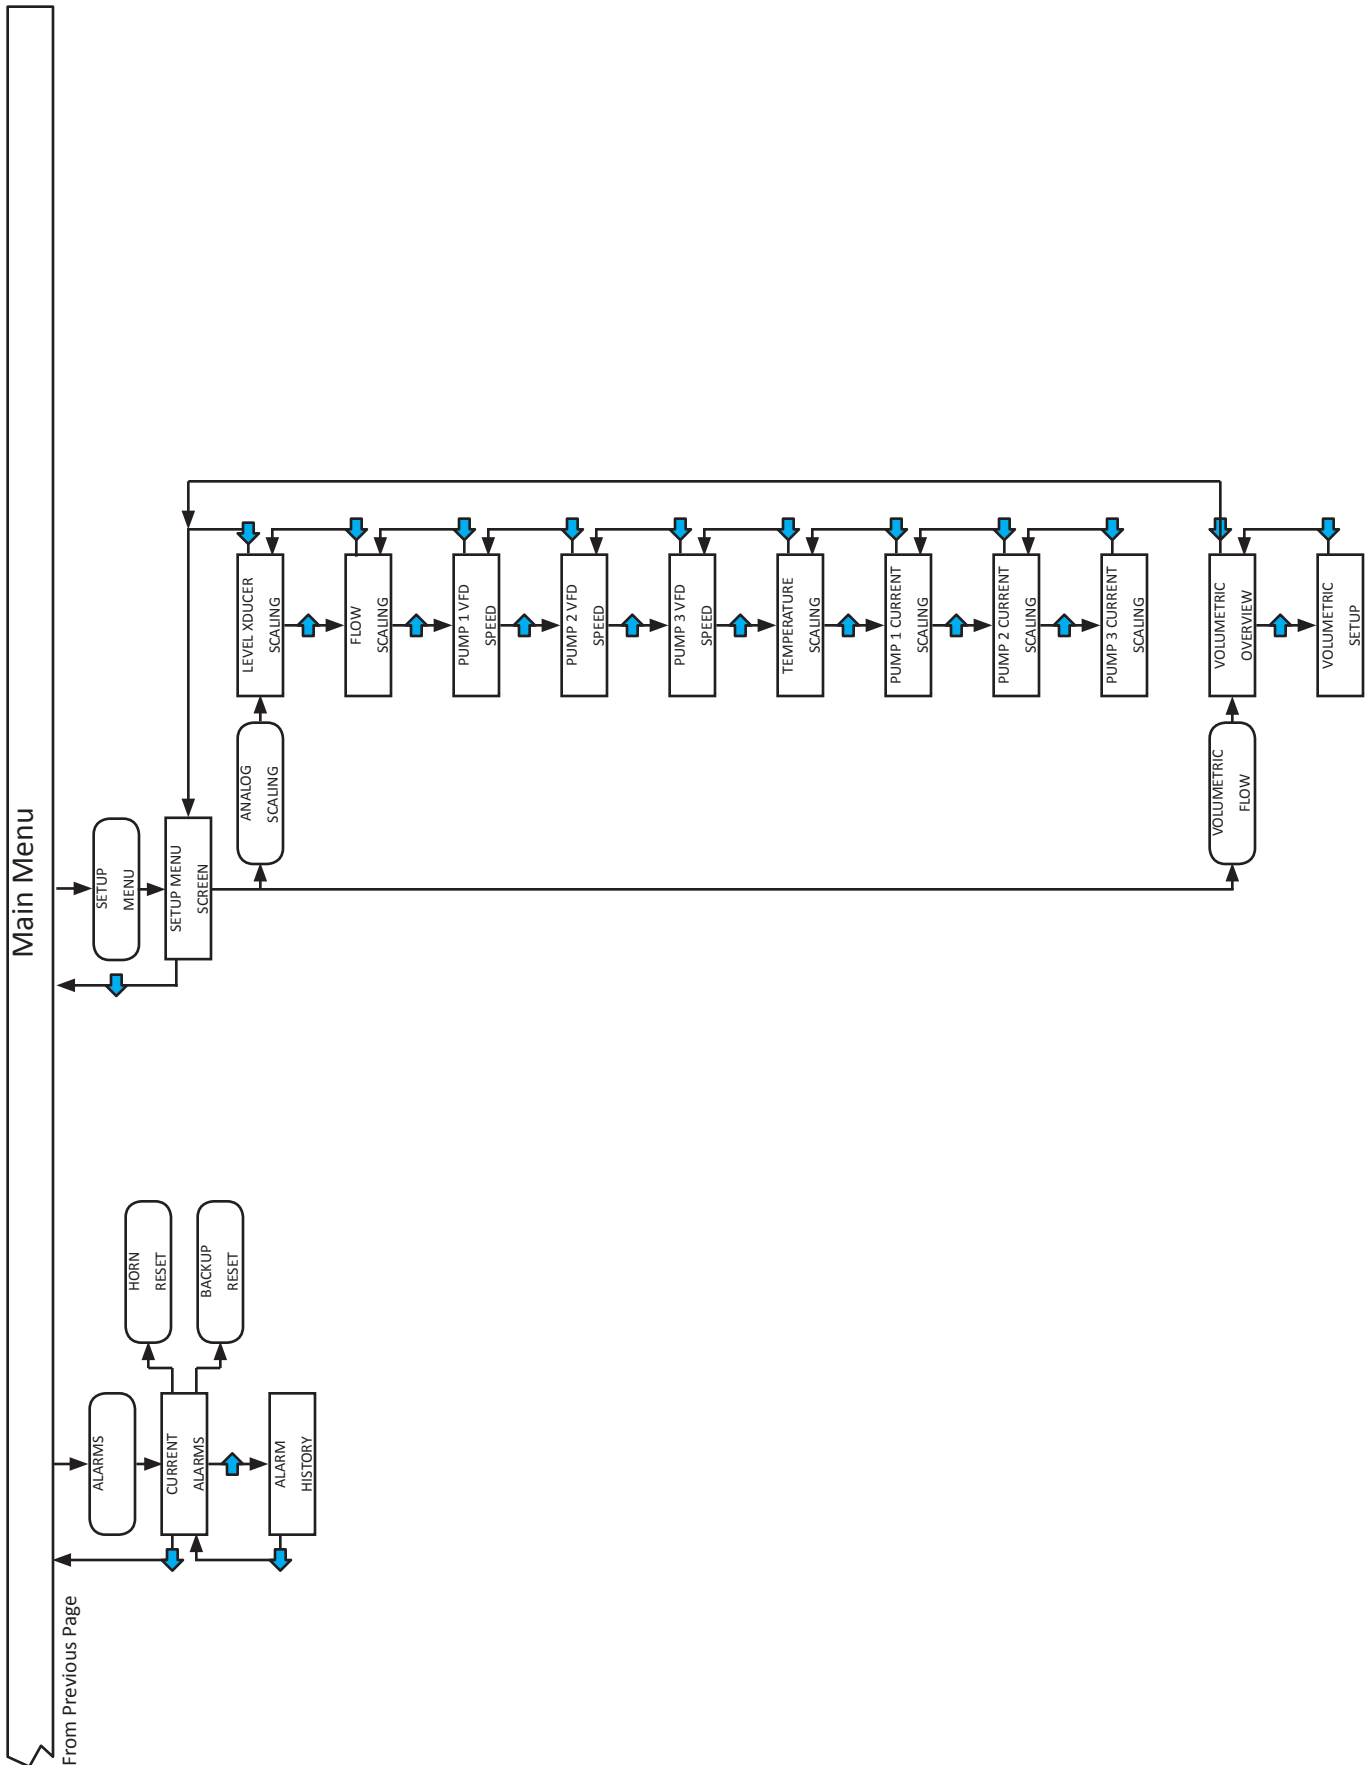 Main Menu
From Previous Page
ALARMS
CURRENT
ALARMS
ALARM
HISTORY
HORN
RESET
BACKUP
RESET
SETUP
MENU
SETUP MENU
SCREEN
ANALOG
SCALING
LEVEL XDUCER
SCALING
FLOW
SCALING
PUMP 1 VFD
SPEED
PUMP 2 VFD
SPEED
PUMP 3 VFD
SPEED
TEMPERATURE
SCALING
PUMP 1 CURRENT
SCALING
PUMP 2 CURRENT
SCALING
PUMP 3 CURRENT
SCALING
VOLUMETRIC
FLOW
VOLUMETRIC
OVERVIEW
VOLUMETRIC
SETUP